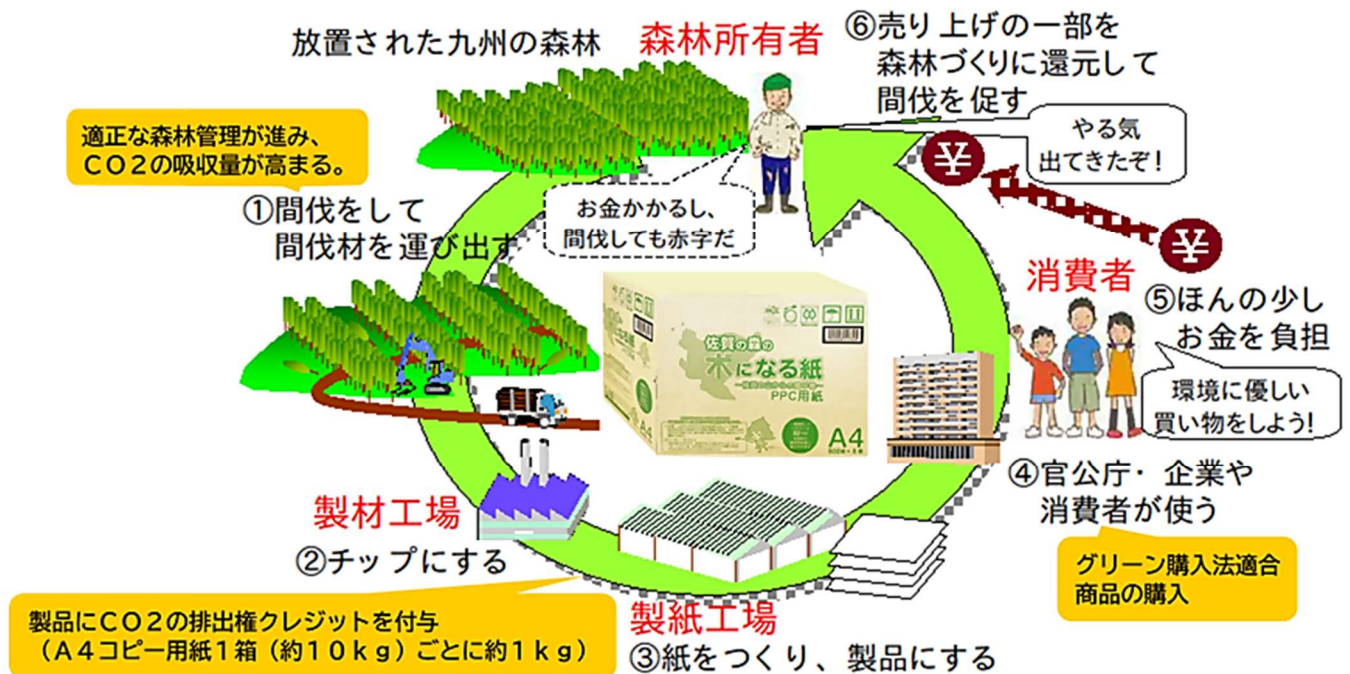 放置された九州の森林
森林所有者
⑥売り上げの一部を
森林づくりに還元して
間伐を促す
やる気
出てきたぞ!
適正な森林管理が進み、
CO2の吸収量が高まる。
①間伐をして
間伐材を運び出す
お金かかるし、
間伐しても赤字だ
¥
¥
消費者
⑤ほんの少し
お金を負担
環境に優しい
買い物をしよう!
佐賀の森の
木になる紙
PPC用紙
A4
A4
④官公庁・企業や
消費者が使う
グリーン購入法適合
商品の購入
製材工場
②チップにする
製品にCO2の排出権クレジットを付与
(A4コピー用紙1箱(約10kg)ごとに約1kg)
製紙工場
③紙をつくり、製品にする